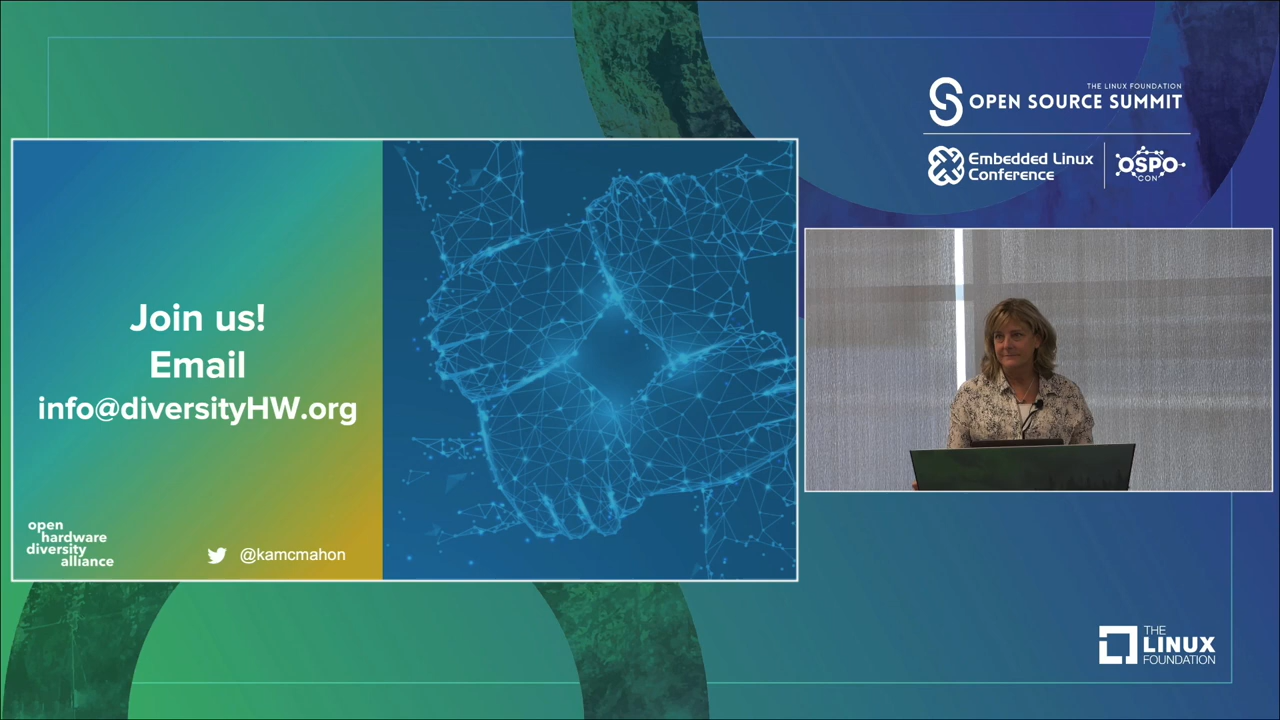 THE LINUX FOUNDATION
OPEN SOURCE SUMMIT
Embedded Linux
Conference
OSPO
CON
Join us!
Email
info@diversityHW.org
open
hardware
diversity
alliance
@kamcmahon
THE
LINUX
FOUNDATION